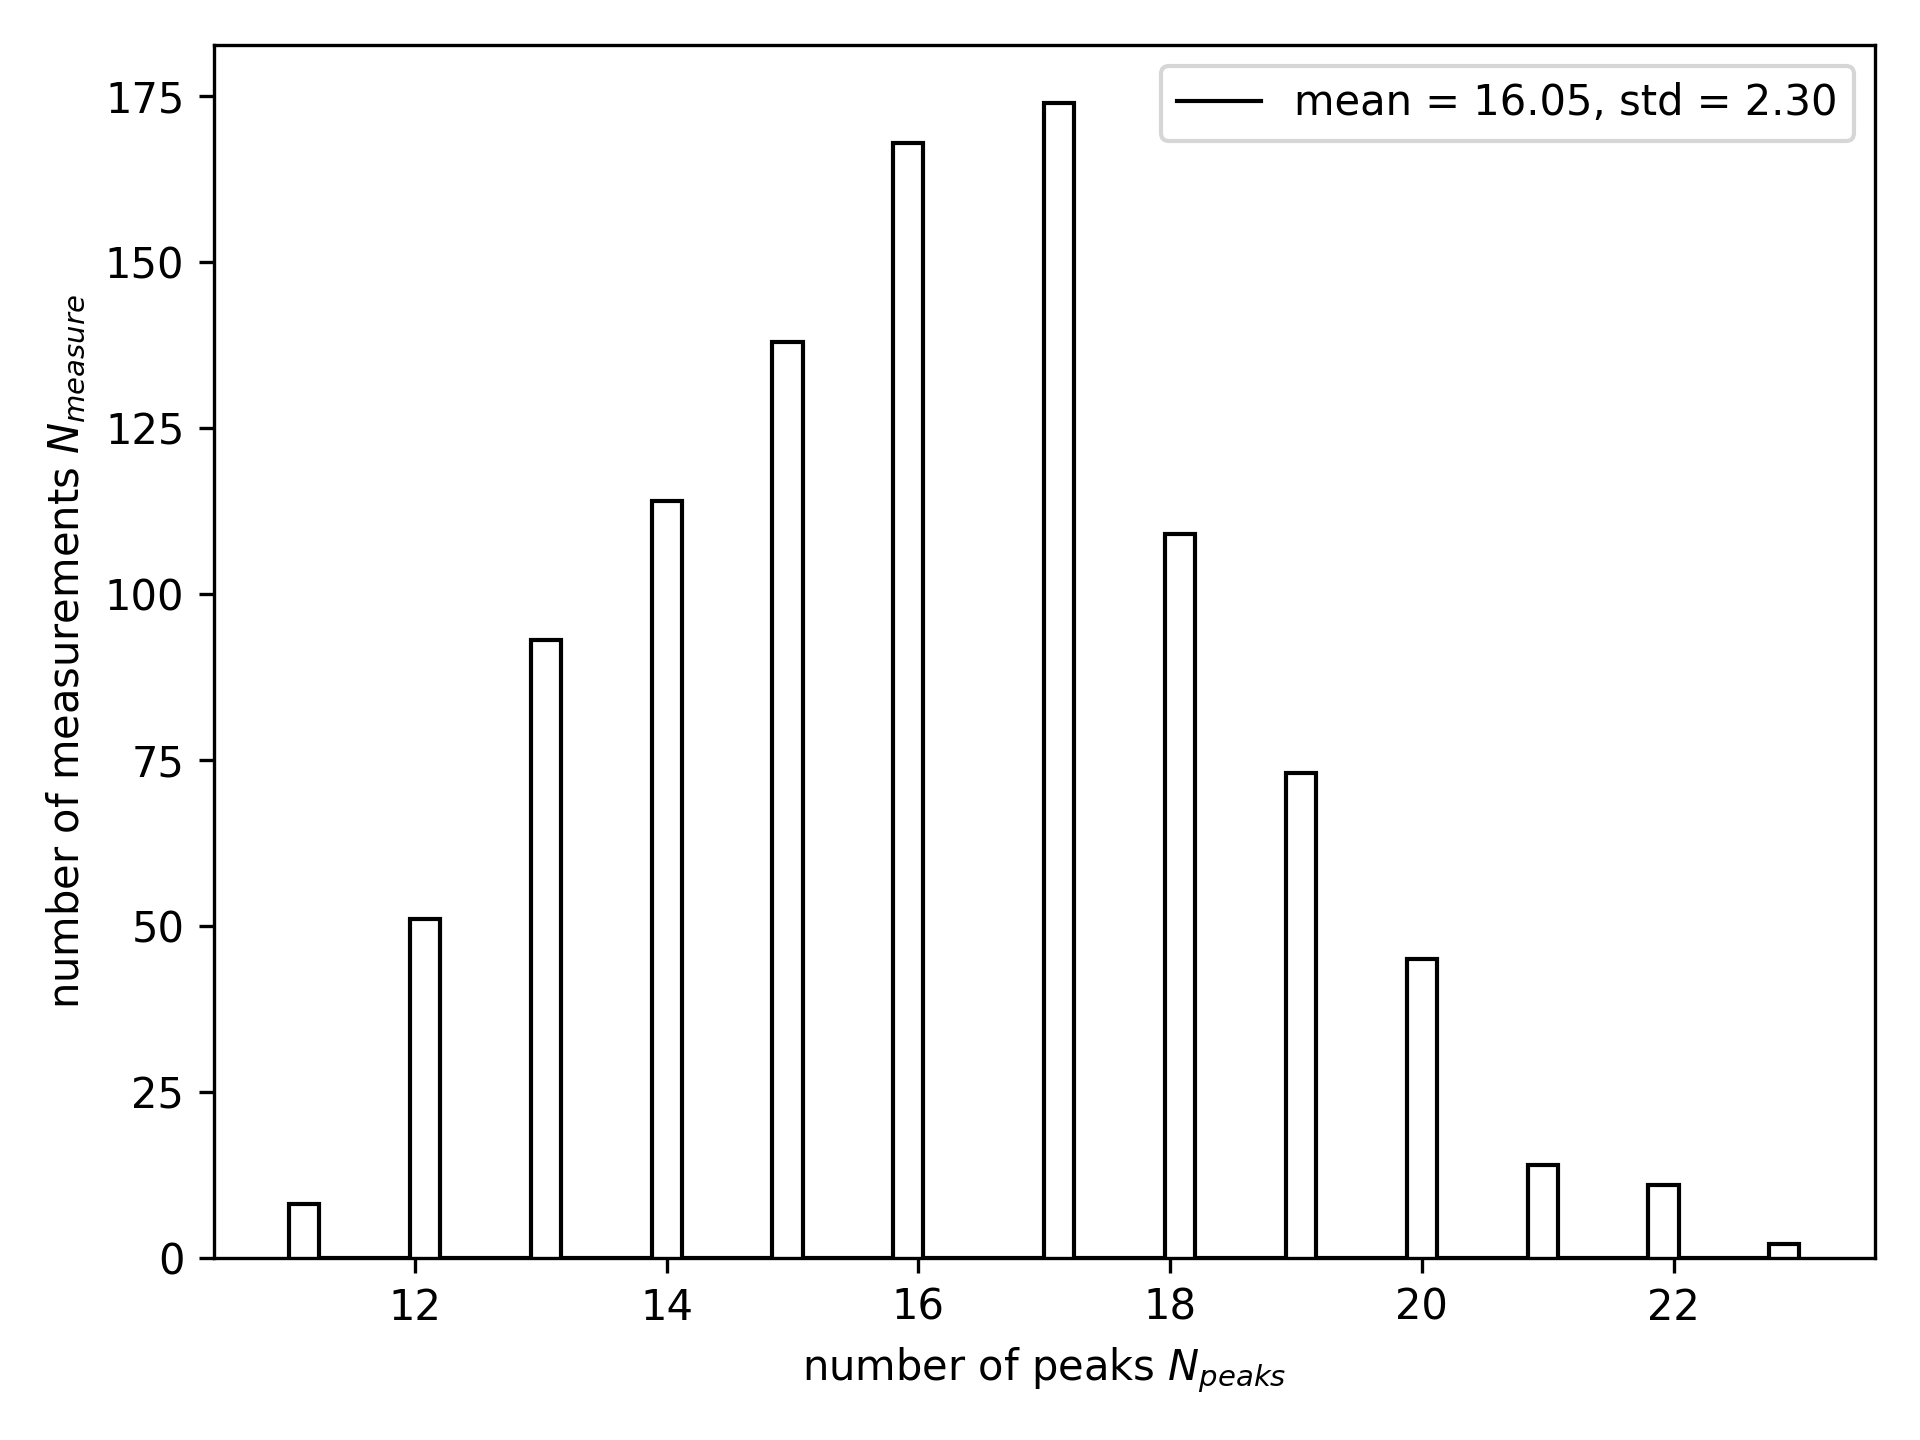 mean = 16.05, std = 2.30
number of measurements N_measure
175
150
125
100
75
50
25
0
12 14 16 18 20 22
number of peaks N_peaks